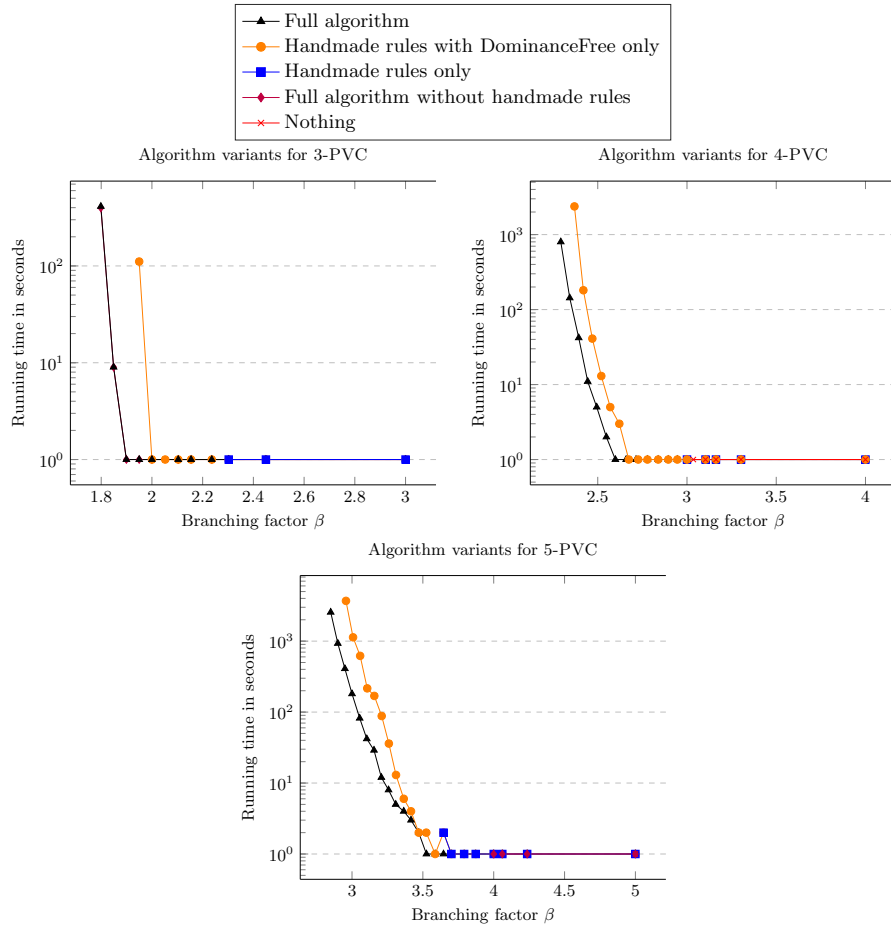 Full algorithm
Handmade rules with DominanceFree only
Handmade rules only
Full algorithm without handmade rules
Nothing
Algorithm variants for 3-PVC
Running time in seconds
10^2
10^1
10^0
1.8 2 2.2 2.4 2.6 2.8 3
Branching factor β
Algorithm variants for 4-PVC
Running time in seconds
10^3
10^2
10^1
10^0
2.5 3 3.5 4
Branching factor β
Algorithm variants for 5-PVC
Running time in seconds
10^3
10^2
10^1
10^0
3 3.5 4 4.5 5
Branching factor β